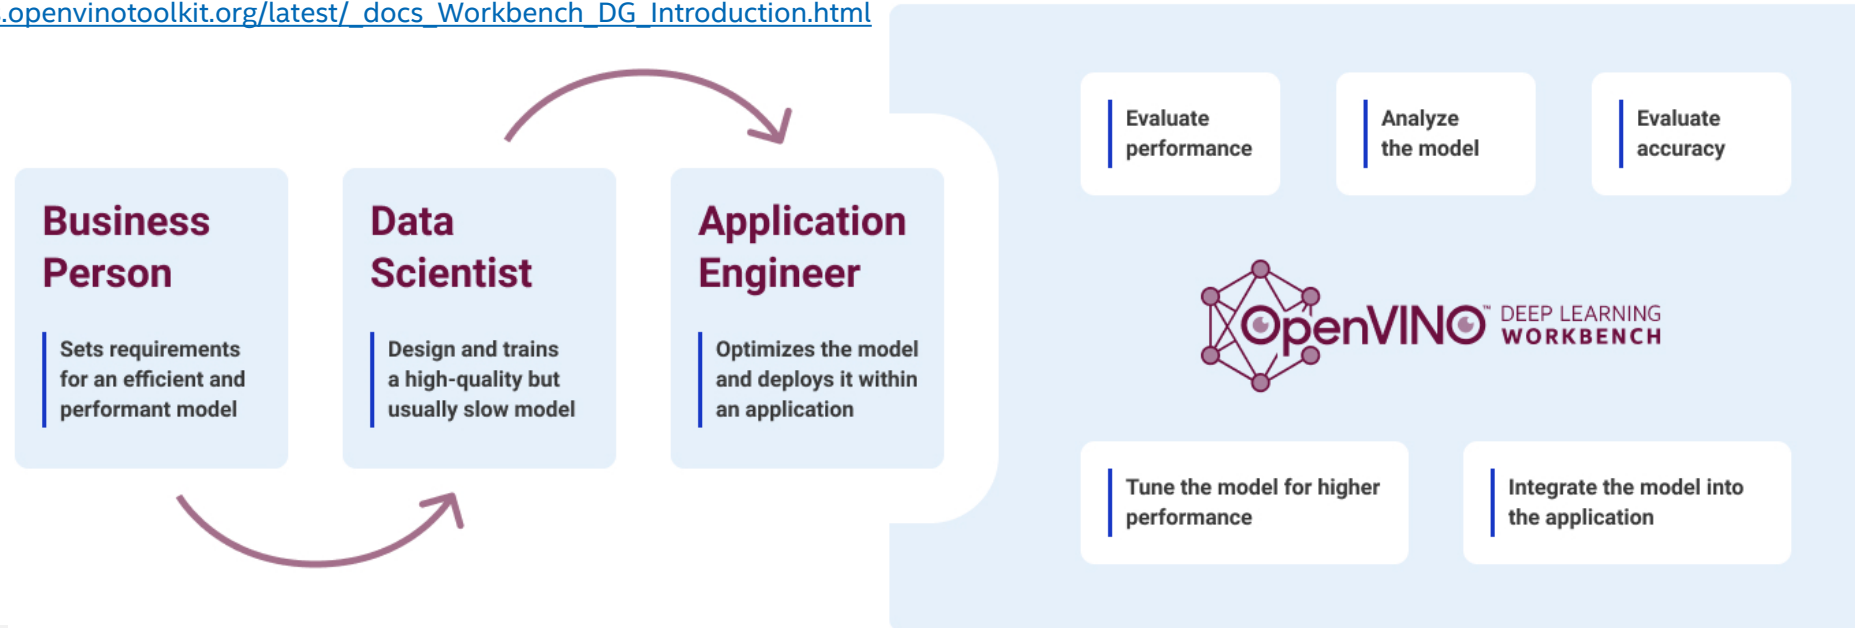 .openvinotoolkit.org/latest/_docs_Workbench_DG_Introduction.html
Business
Person
Sets requirements
for an efficient and
performant model
Data
Scientist
Design and trains
a high-quality but
usually slow model
Application
Engineer
Optimizes the model
and deploys it within
an application
Evaluate
performance
Analyze
the model
Evaluate
accuracy
OpenVINO™ DEEP LEARNING
WORKBENCH
Tune the model for higher
performance
Integrate the model into
the application